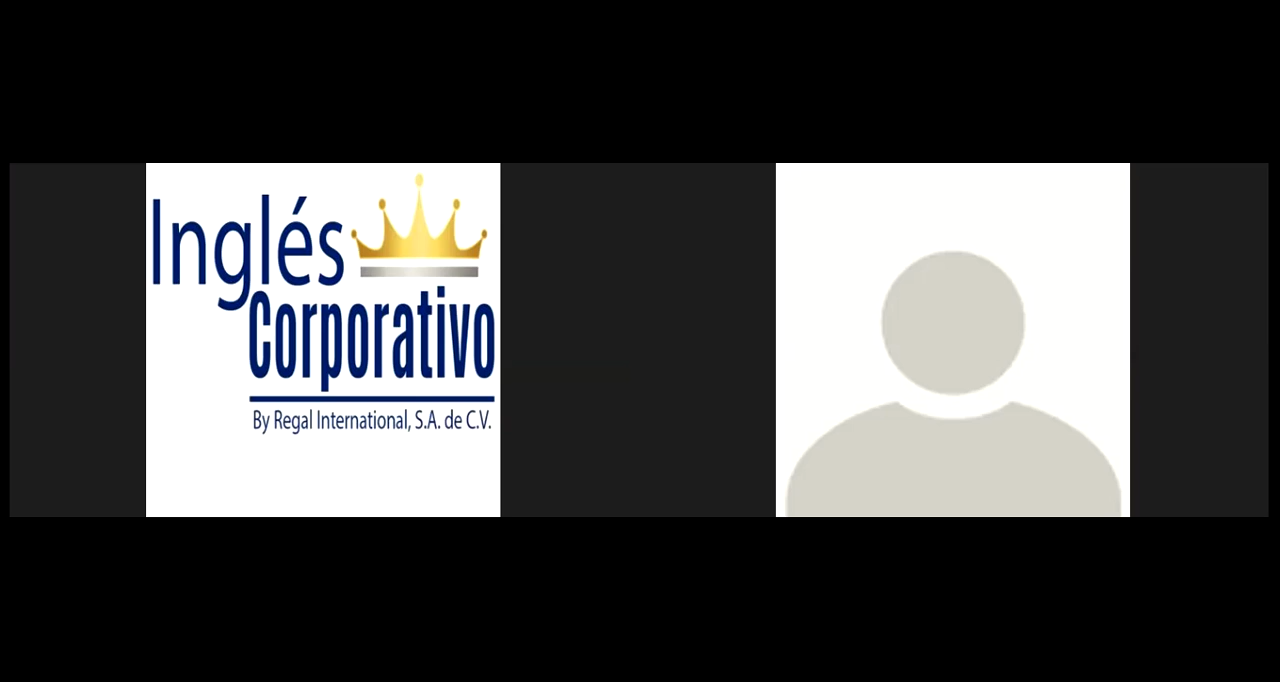 Inglés
Corporativo
By Regal International, S.A. de C.V.